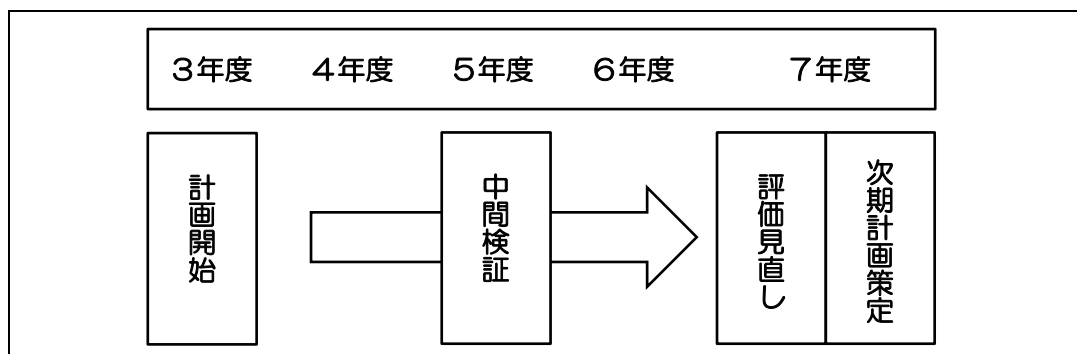 ３年度　４年度　５年度　６年度　７年度
計画開始
中間検証
評価見直し
次期計画策定